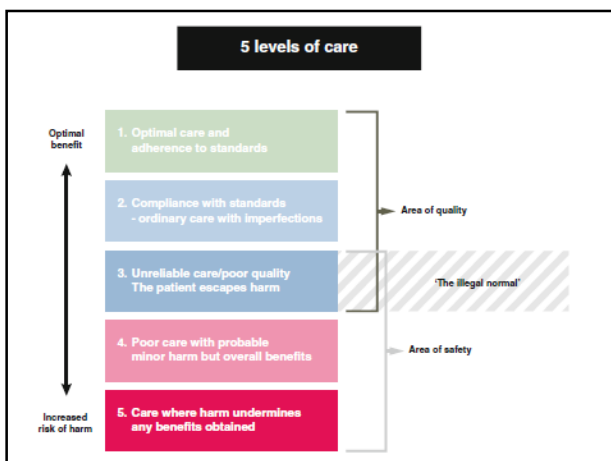 5 levels of care
Optimal
benefit
1. Optimal care and
adherence to standards
2. Compliance with standards
- ordinary care with imperfections
Area of quality
3. Unreliable care/poor quality
The patient escapes harm
'The illegal normal'
4. Poor care with probable
minor harm but overall benefits
Area of safety
5. Care where harm undermines
any benefits obtained
Increased
risk of harm